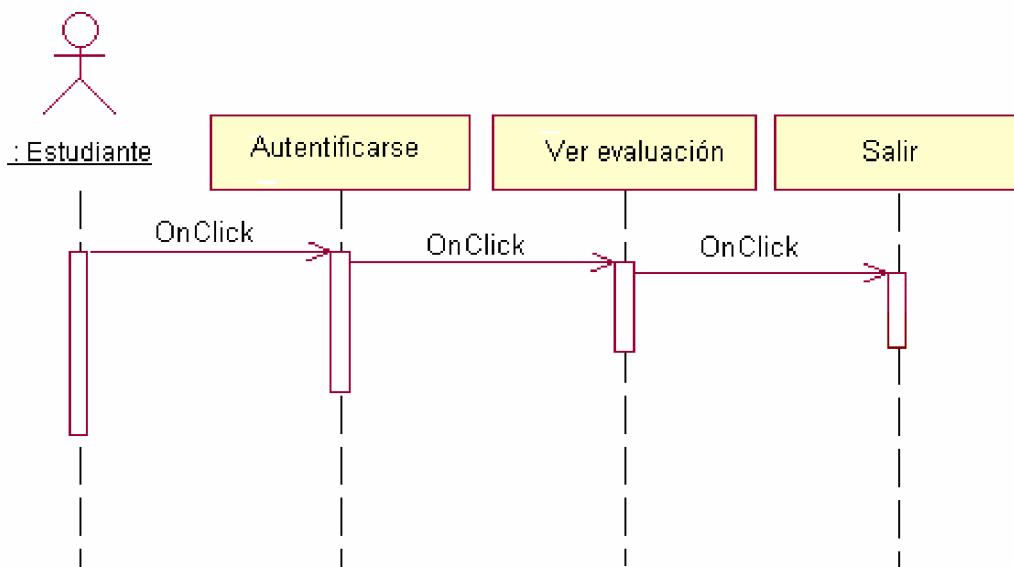 : Estudiante
Autentificarse
Ver evaluación
Salir
OnClick
OnClick
OnClick